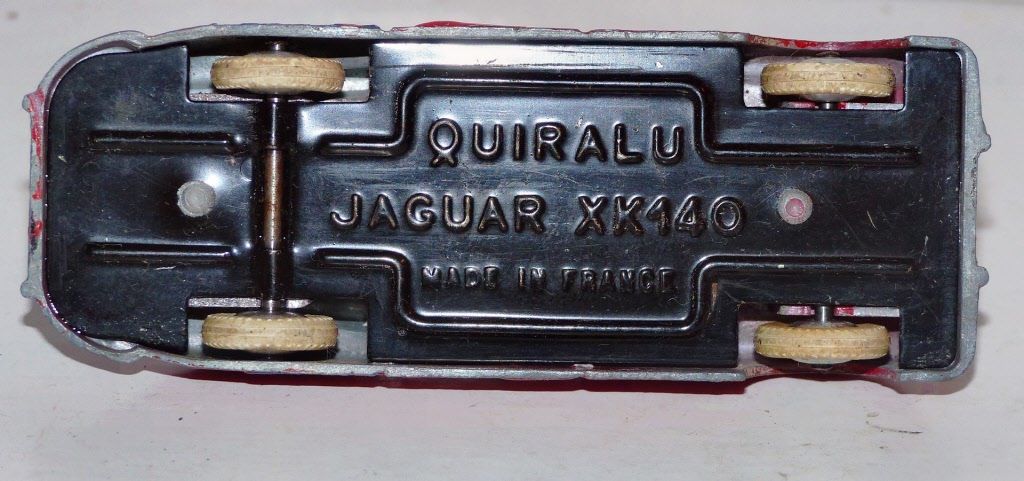 QUIRALU
JAGUAR XK140
MADE IN FRANCE